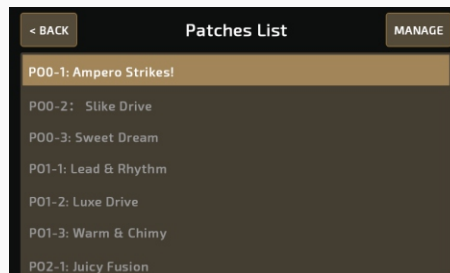 < BACK
Patches List
MANAGE
P00-1: Ampero Strikes!
P00-2: Slike Drive
P00-3: Sweet Dream
P01-1: Lead & Rhythm
P01-2: Luxe Drive
P01-3: Warm & Chimy
P02-1: Juicy Fusion